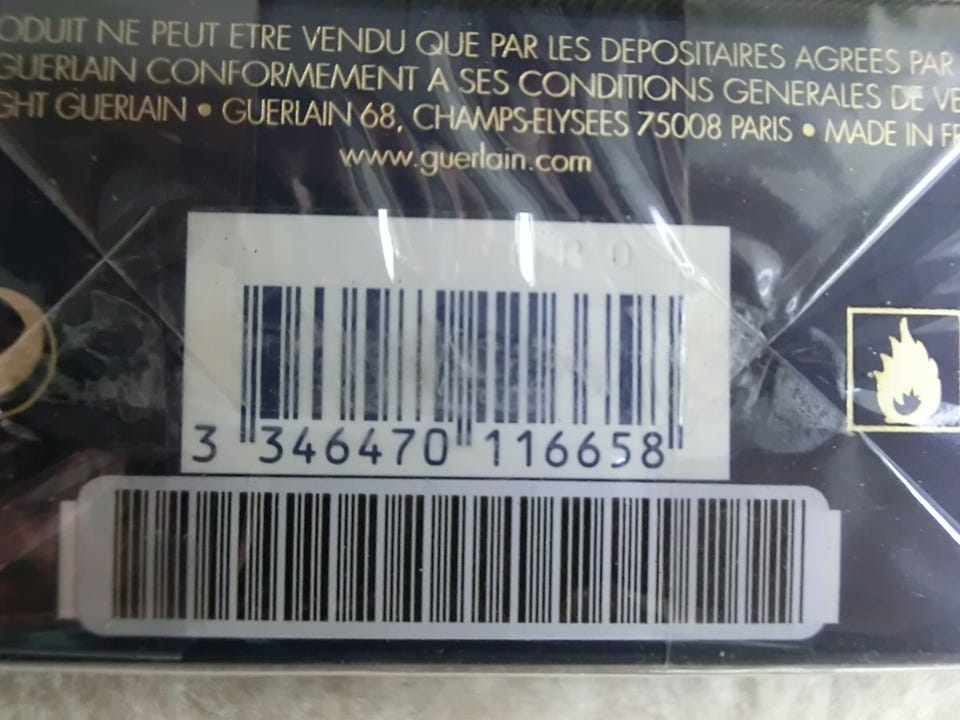 ODUIT NE PEUT ETRE VENDU QUE PAR LES DEPOSITAIRES AGREES PAR
GUERLAIN CONFORMEMENT A SES CONDITIONS GENERALES DE VE
GHT GUERLAIN • GUERLAIN 68, CHAMPS-ELYSEES 75008 PARIS • MADE IN FR
www.guerlain.com
3 346470 116658